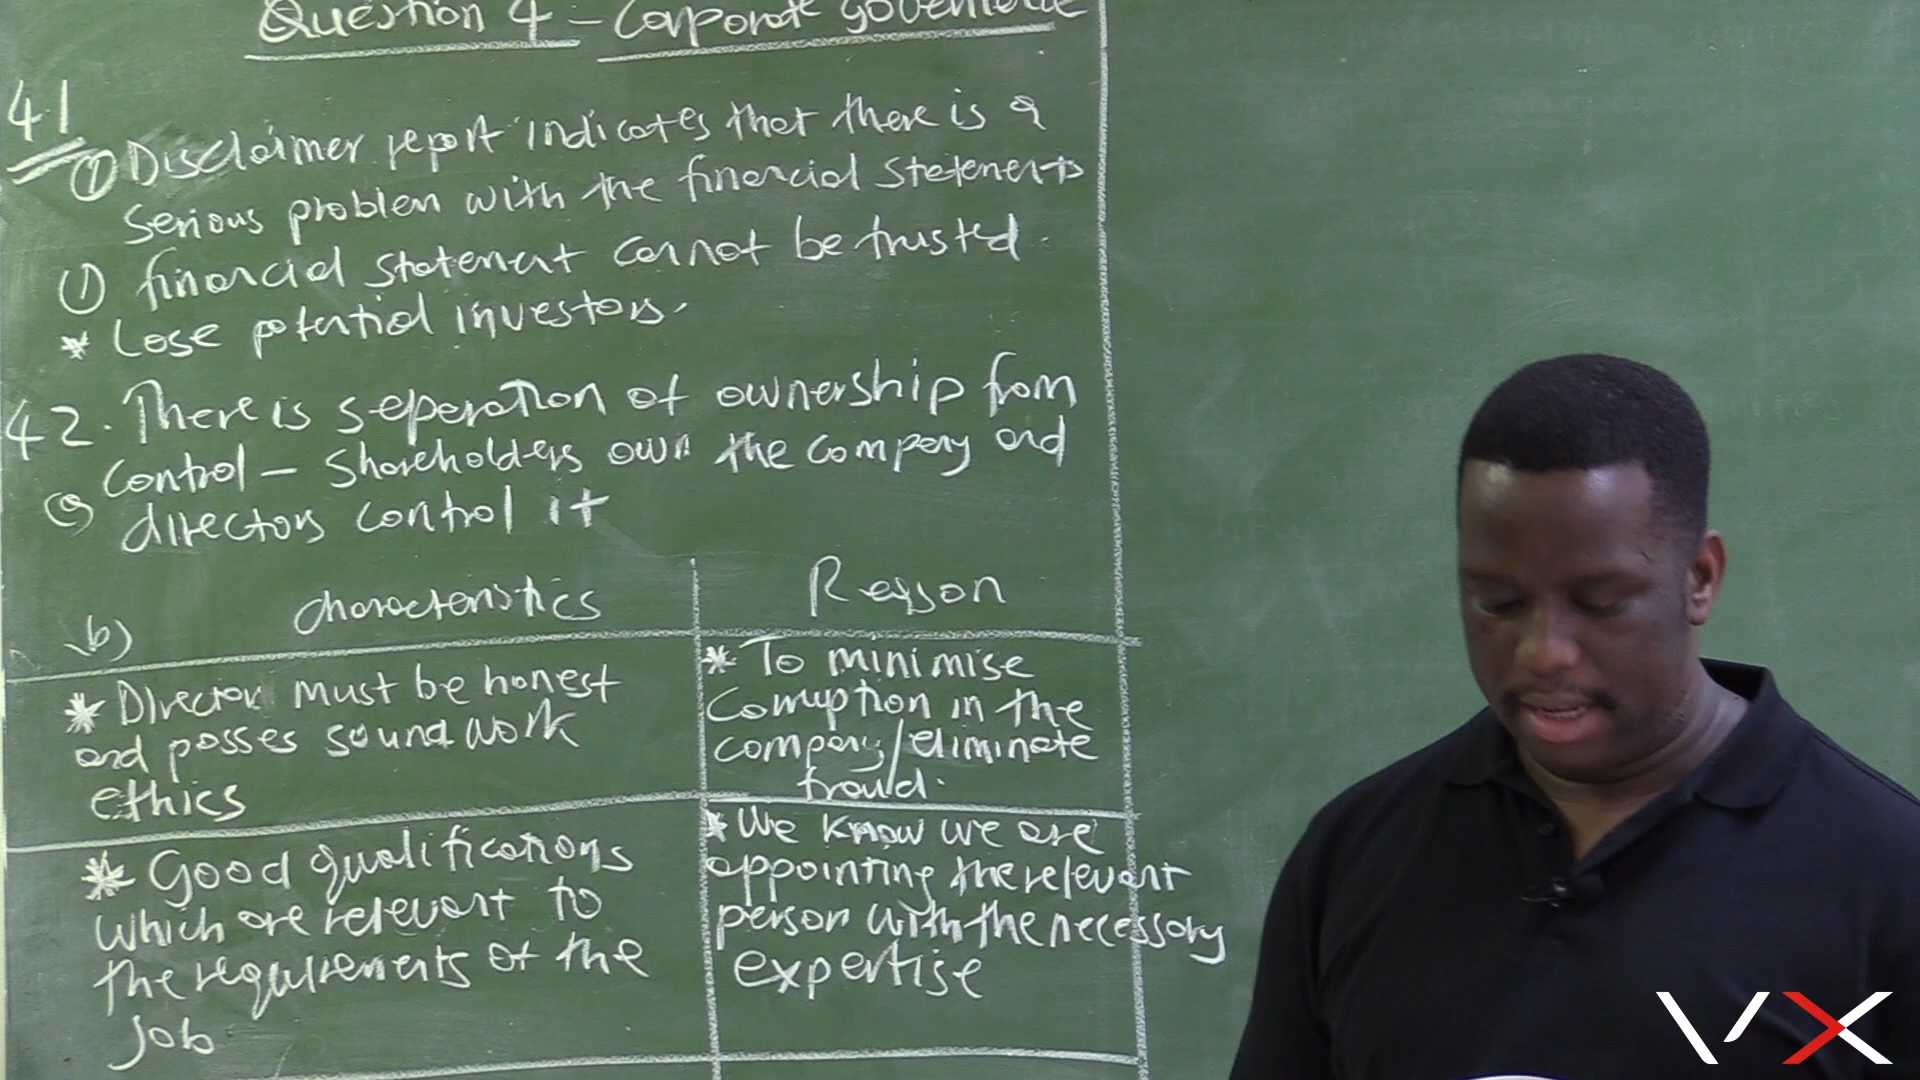 Question 4 - Corporate Governance
4.1
① Disclaimer report indicates that there is a
serious problem with the financial statements
① financial statement cannot be trusted.
* Lose potential investors.
4.2. There is seperation of ownership from
control - Shareholders own the company and
a) directors control it
b) characteristics
Reason
* Director must be honest
and posses sound work
ethics
* To minimise
Corruption in the
company/eliminate
fraud.
* Good qualifications
which are relevant to
the requirements of the
job
* We know we are
appointing the relevant
person with the necessary
expertise
VX